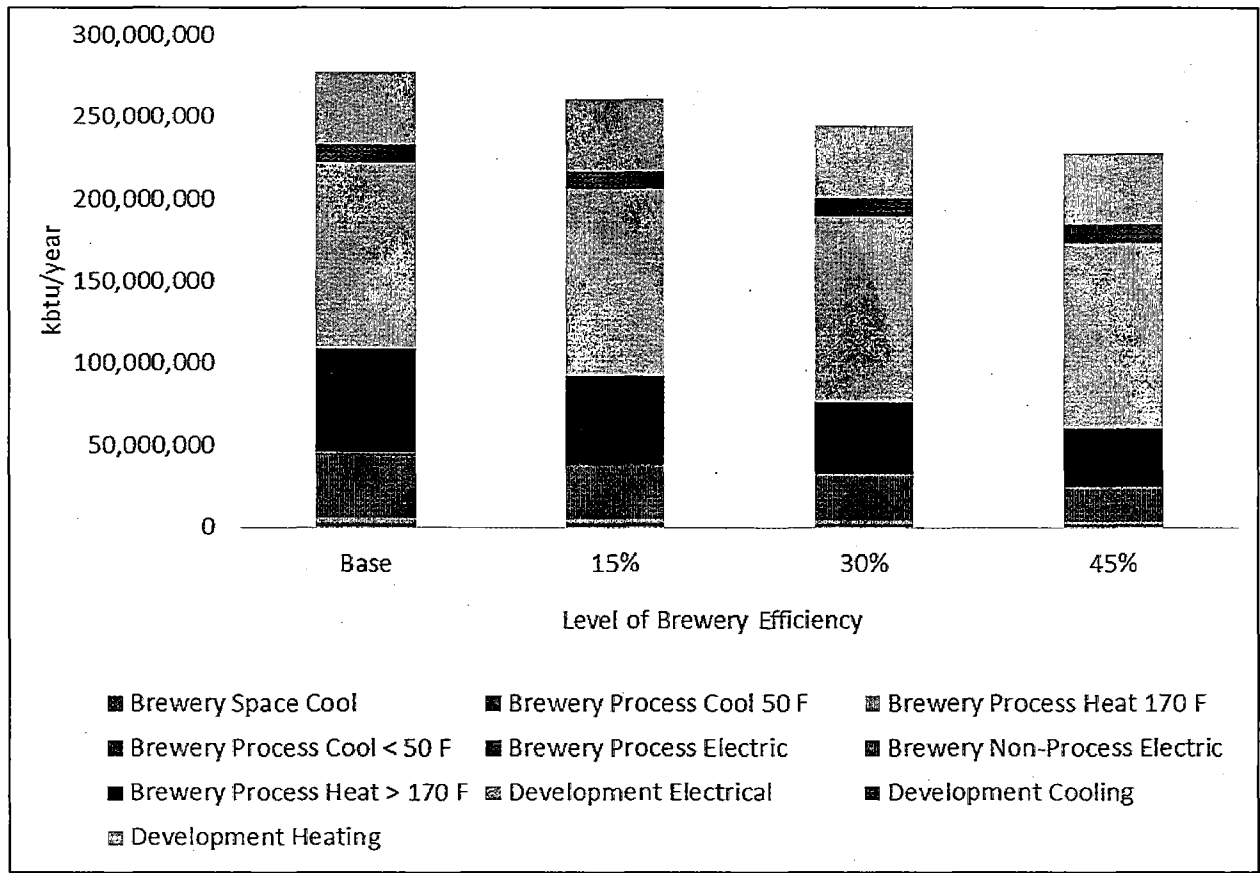 300,000,000
250,000,000
200,000,000
150,000,000
100,000,000
50,000,000
0
kbtu/year
Base 15% 30% 45%
Level of Brewery Efficiency
Brewery Space Cool Brewery Process Cool 50 F Brewery Process Heat 170 F
Brewery Process Cool < 50 F Brewery Process Electric Brewery Non-Process Electric
Brewery Process Heat > 170 F Development Electrical Development Cooling
Development Heating